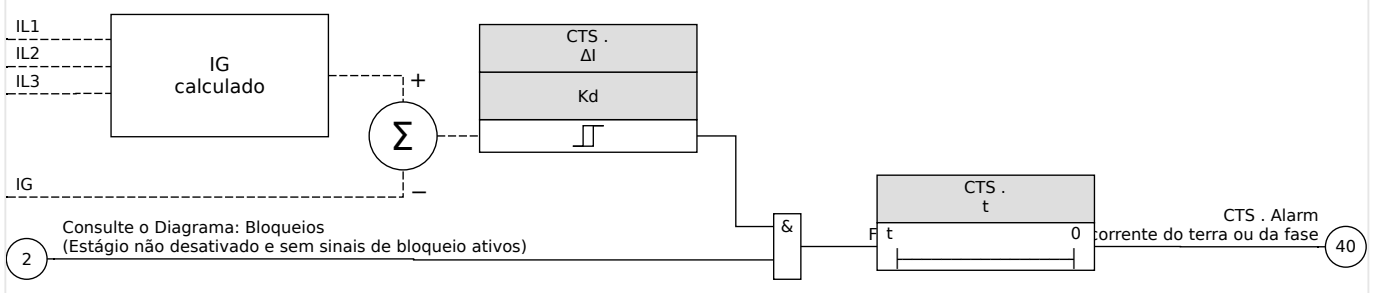 IL1
IL2
IL3
IG
calculado
+
Σ
−
IG
CTS .
ΔI
Kd
Consulte o Diagrama: Bloqueios
(Estágio não desativado e sem sinais de bloqueio ativos)
2
&
CTS .
t
t
0
CTS . Alarm
corrente do terra ou da fase
40